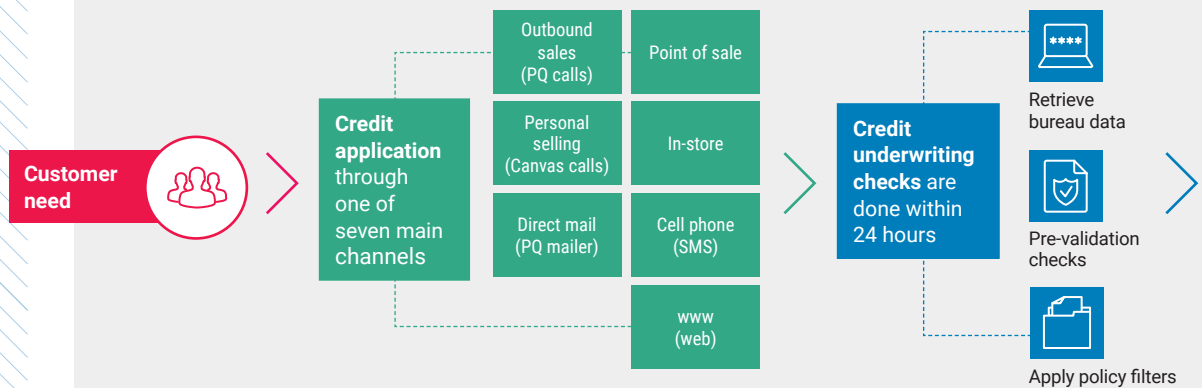 Customer
need
Credit
application
through
one of
seven main
channels
Outbound
sales
(PQ calls)
Point of sale
Personal
selling
(Canvas calls)
In-store
Direct mail
(PQ mailer)
Cell phone
(SMS)
www
(web)
Credit
underwriting
checks are
done within
24 hours
****
Retrieve
bureau data
Pre-validation
checks
Apply policy filters